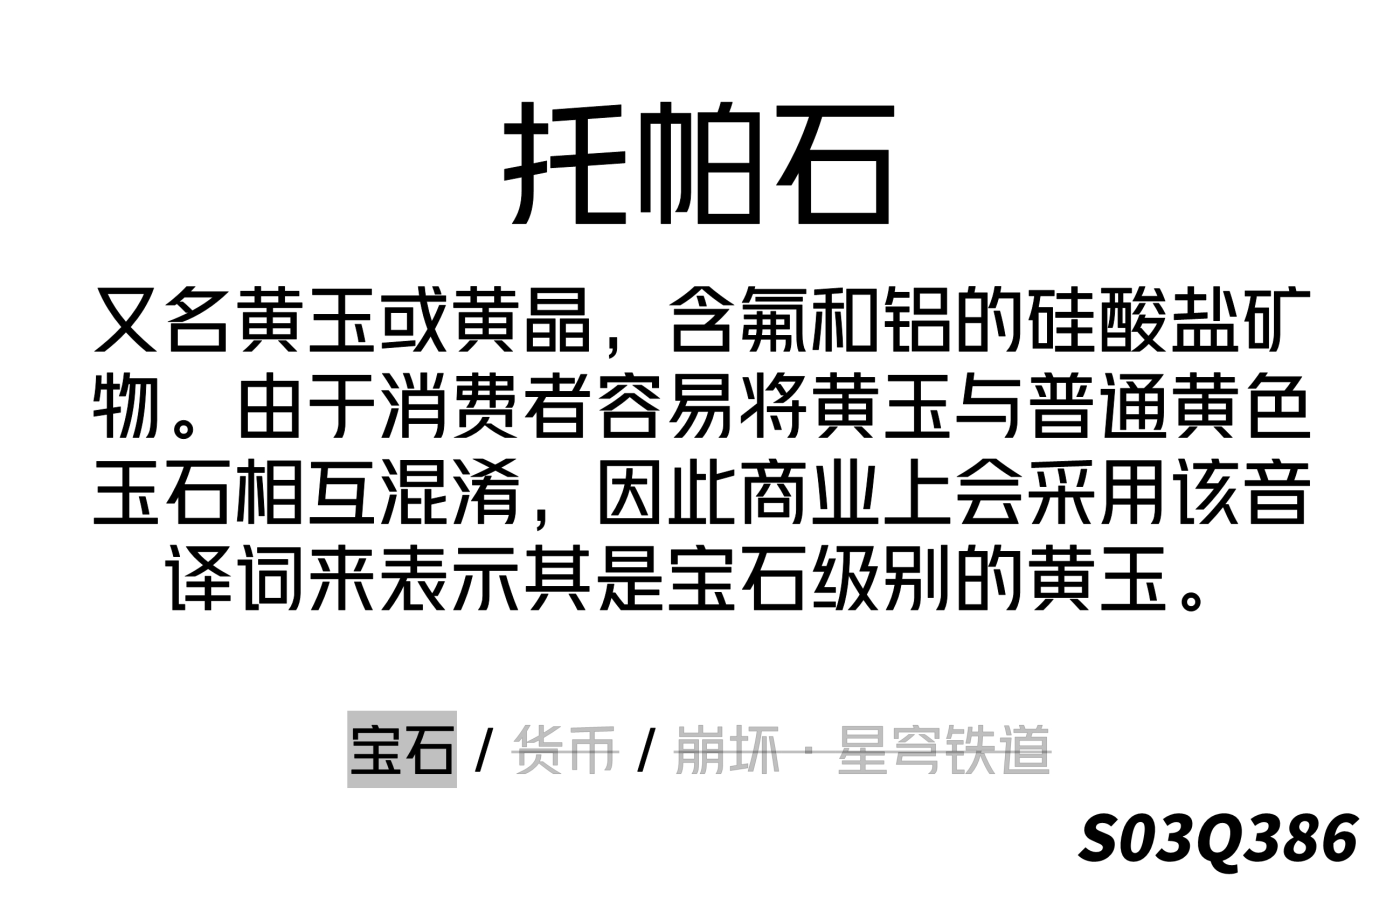 托帕石
又名黄玉或黄晶，含氟和铝的硅酸盐矿
物。由于消费者容易将黄玉与普通黄色
玉石相互混淆，因此商业上会采用该音
译词来表示其是宝石级别的黄玉。
宝石 / 货币 / 崩坏·星穹铁道
S03Q386